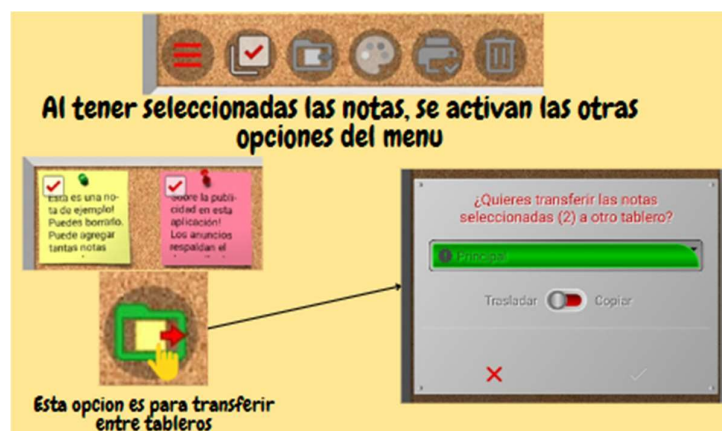 Al tener seleccionadas las notas, se activan las otras
opciones del menu
Esta es una no-
ta de ejemplo!
Puedes borrarlo.
Puede agregar
tantas notas
Sobre la publi-
cidad en esta
aplicación!
Los anuncios
respaldan el
¿Quieres transferir las notas
seleccionadas (2) a otro tablero?
Principal
Trasladar Copiar
Esta opcion es para transferir
entre tableros